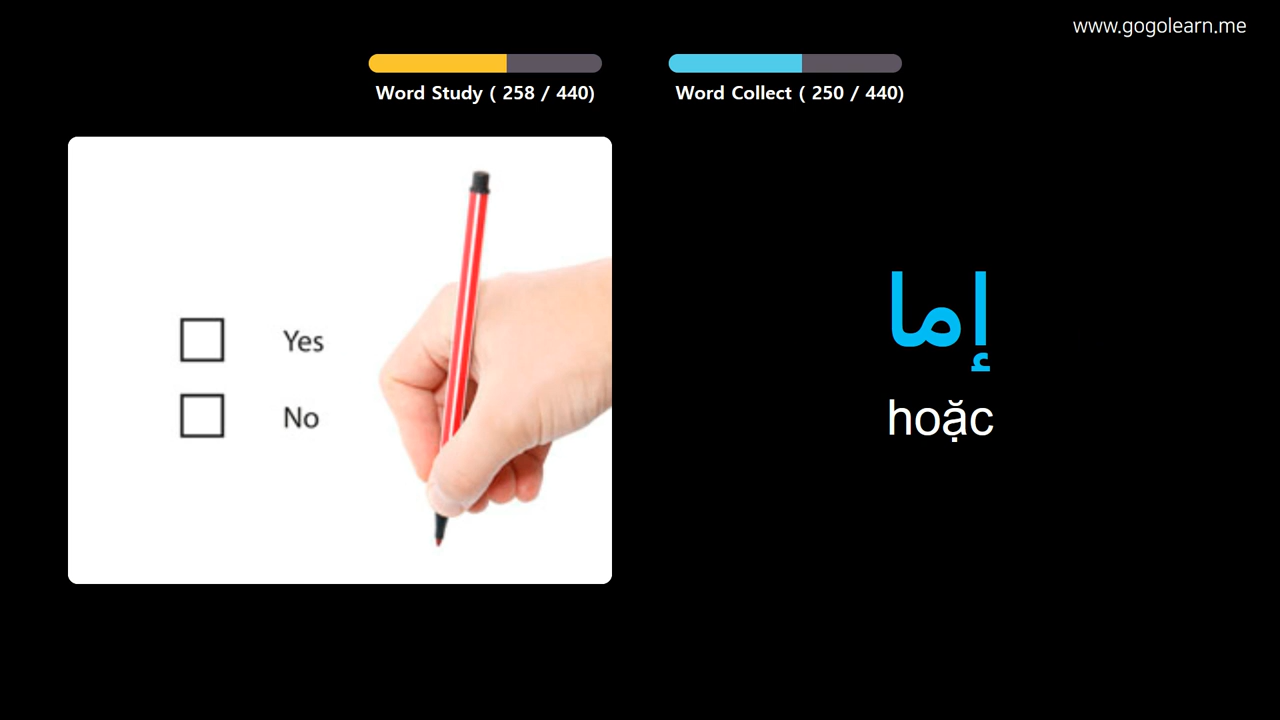 www.gogolearn.me
Word Study ( 258 / 440)
Word Collect ( 250 / 440)
Yes
No
إما
hoặc